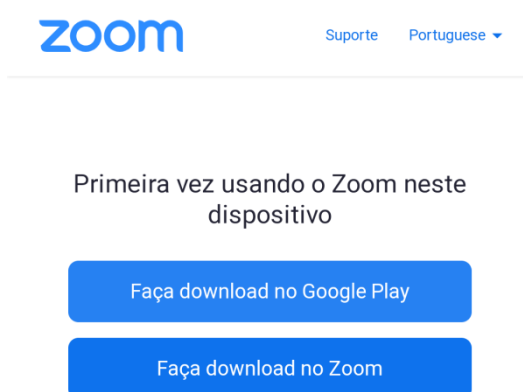 zoom
Suporte Portuguese
Primeira vez usando o Zoom neste
dispositivo
Faça download no Google Play
Faça download no Zoom